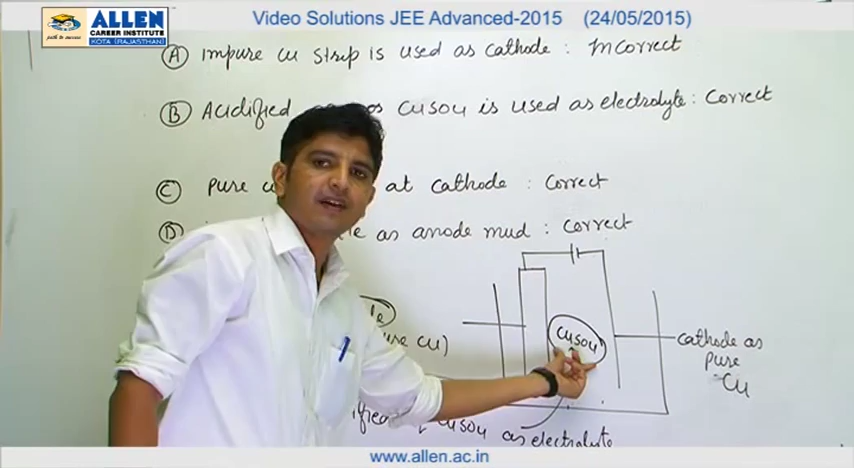 ALLEN
CAREER INSTITUTE
KOTA (RAJASTHAN)
path to success
Video Solutions JEE Advanced-2015 (24/05/2015)
(A) Impure Cu strip is used as cathode : Incorrect
(B) Acidified CuSO4 is used as electrolyte : Correct
(C) pure at cathode : Correct
(D) as anode mud : Correct
CuSO4
Cu)
cathode as
pure
Cu
CuSO4 as electrolyte
www.allen.ac.in